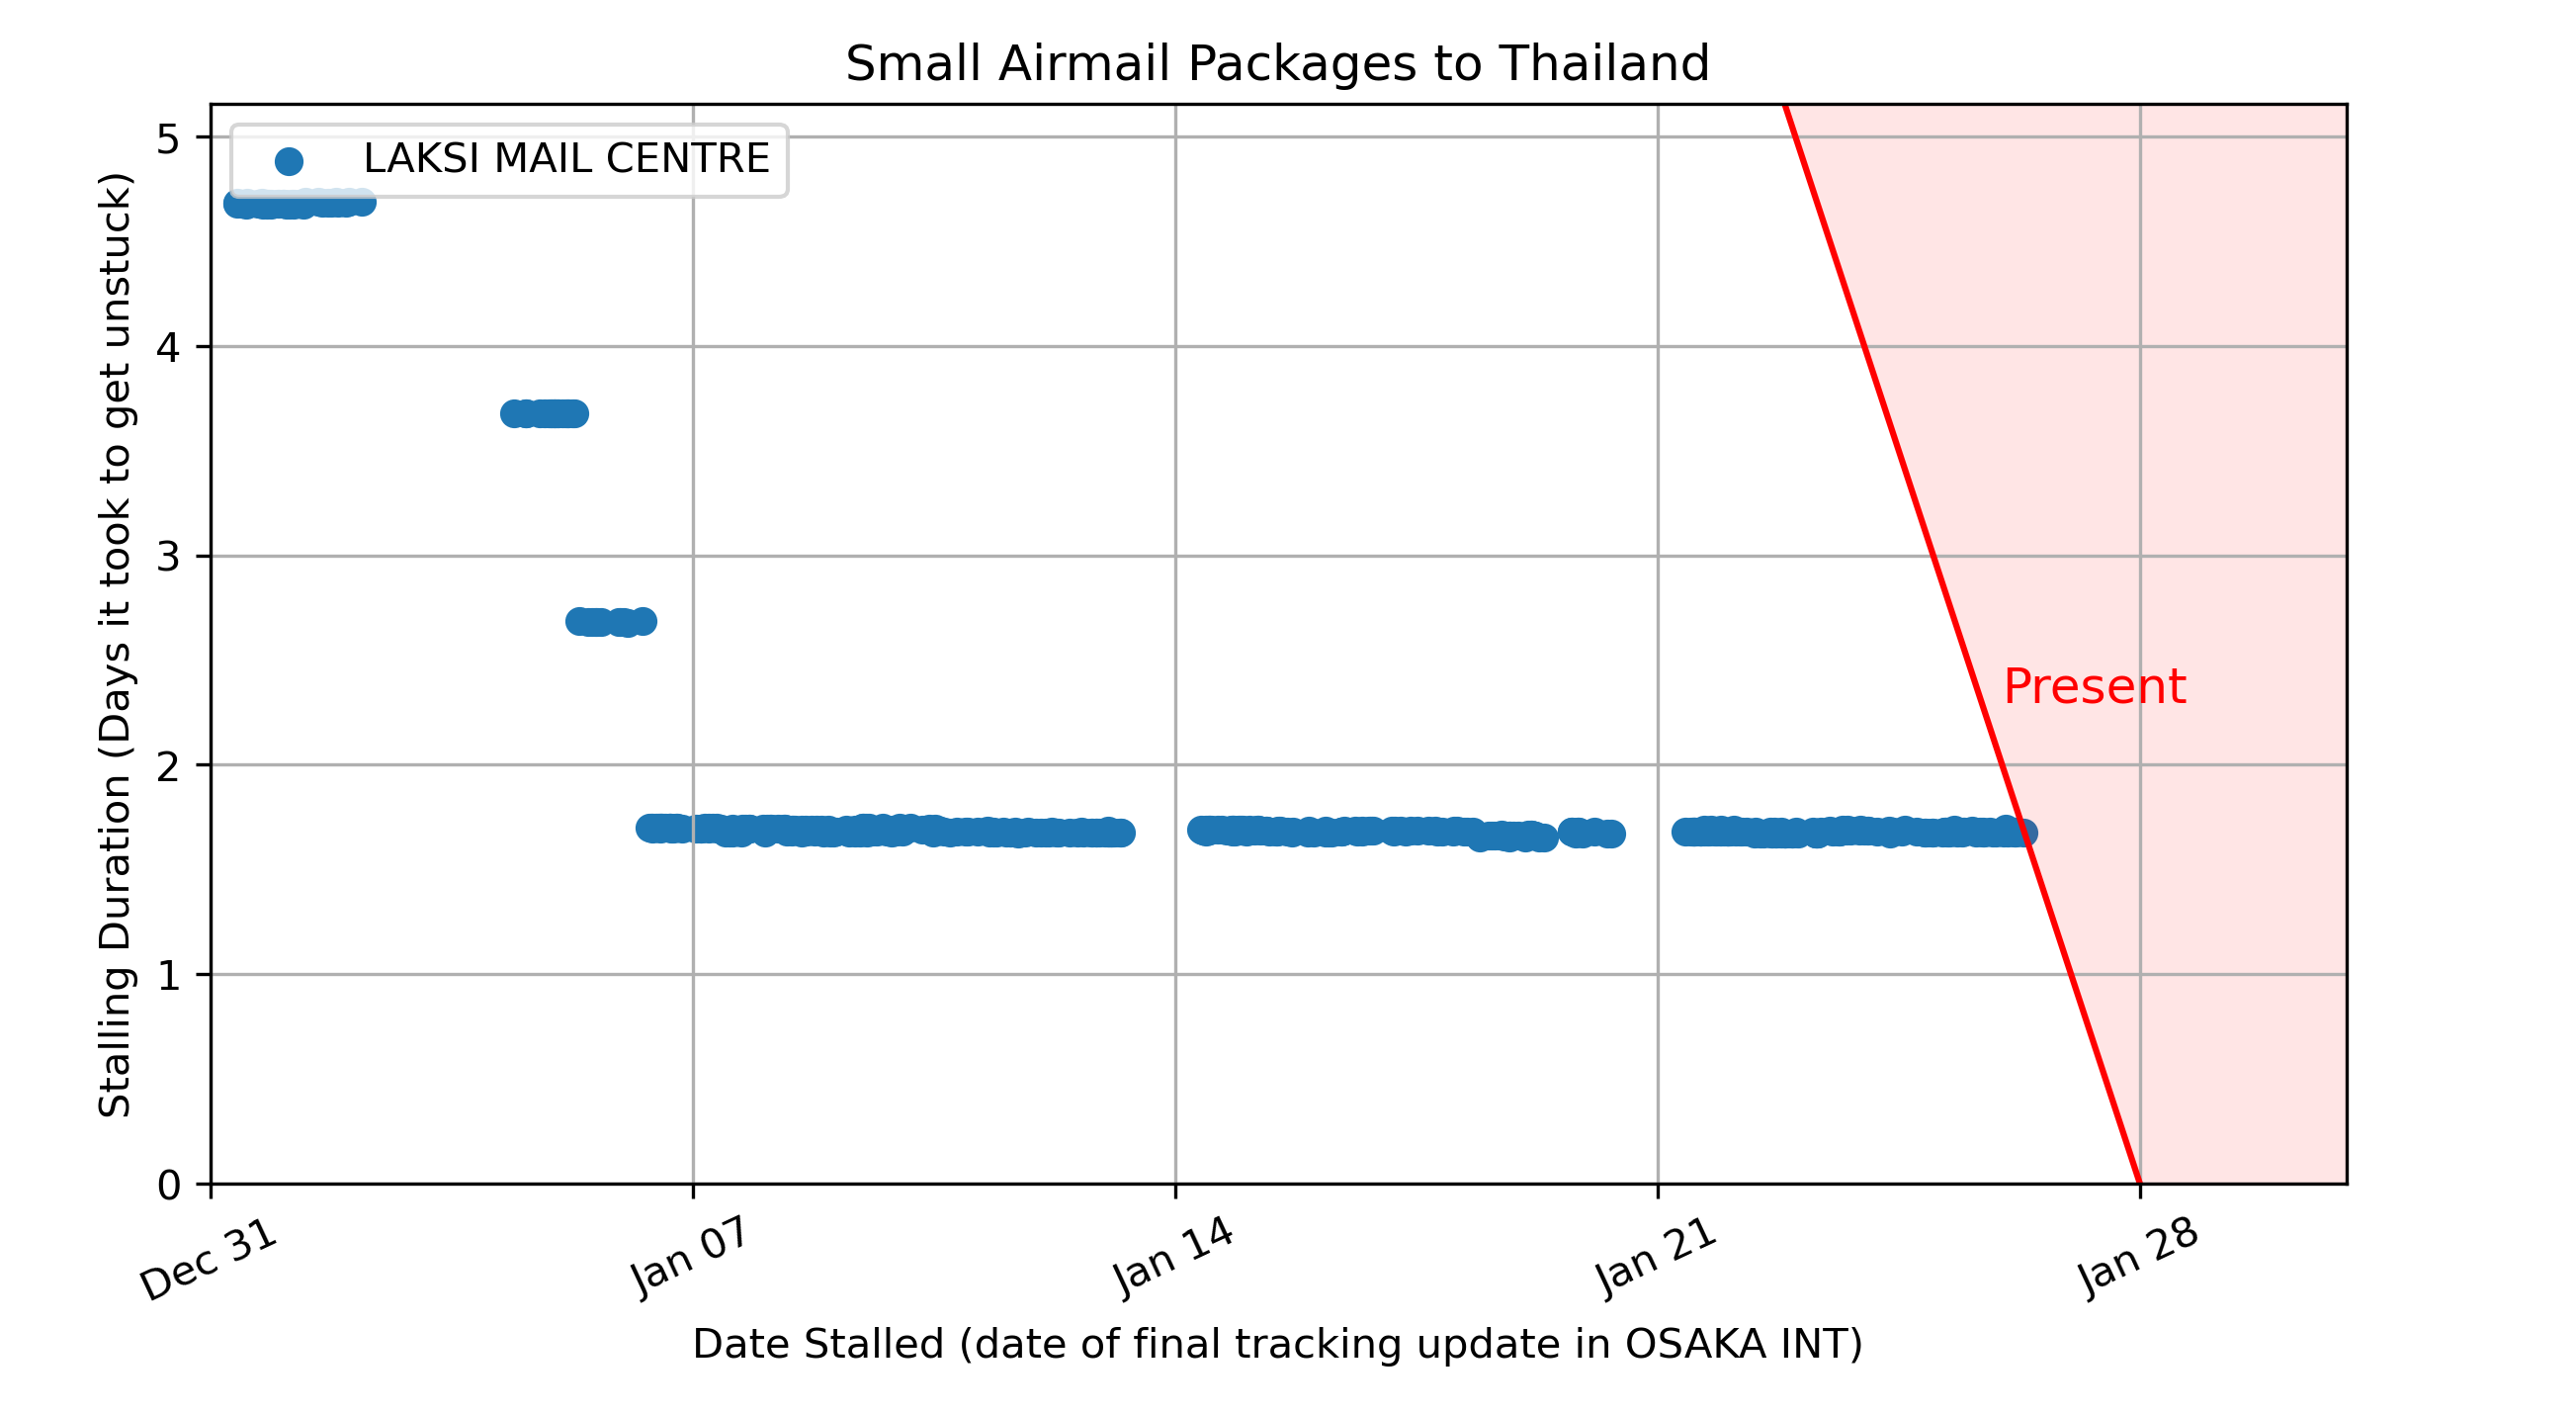 Small Airmail Packages to Thailand
LAKSI MAIL CENTRE
Stalling Duration (Days it took to get unstuck)
5
4
3
2
1
0
Present
Dec 31
Jan 07
Jan 14
Jan 21
Jan 28
Date Stalled (date of final tracking update in OSAKA INT)